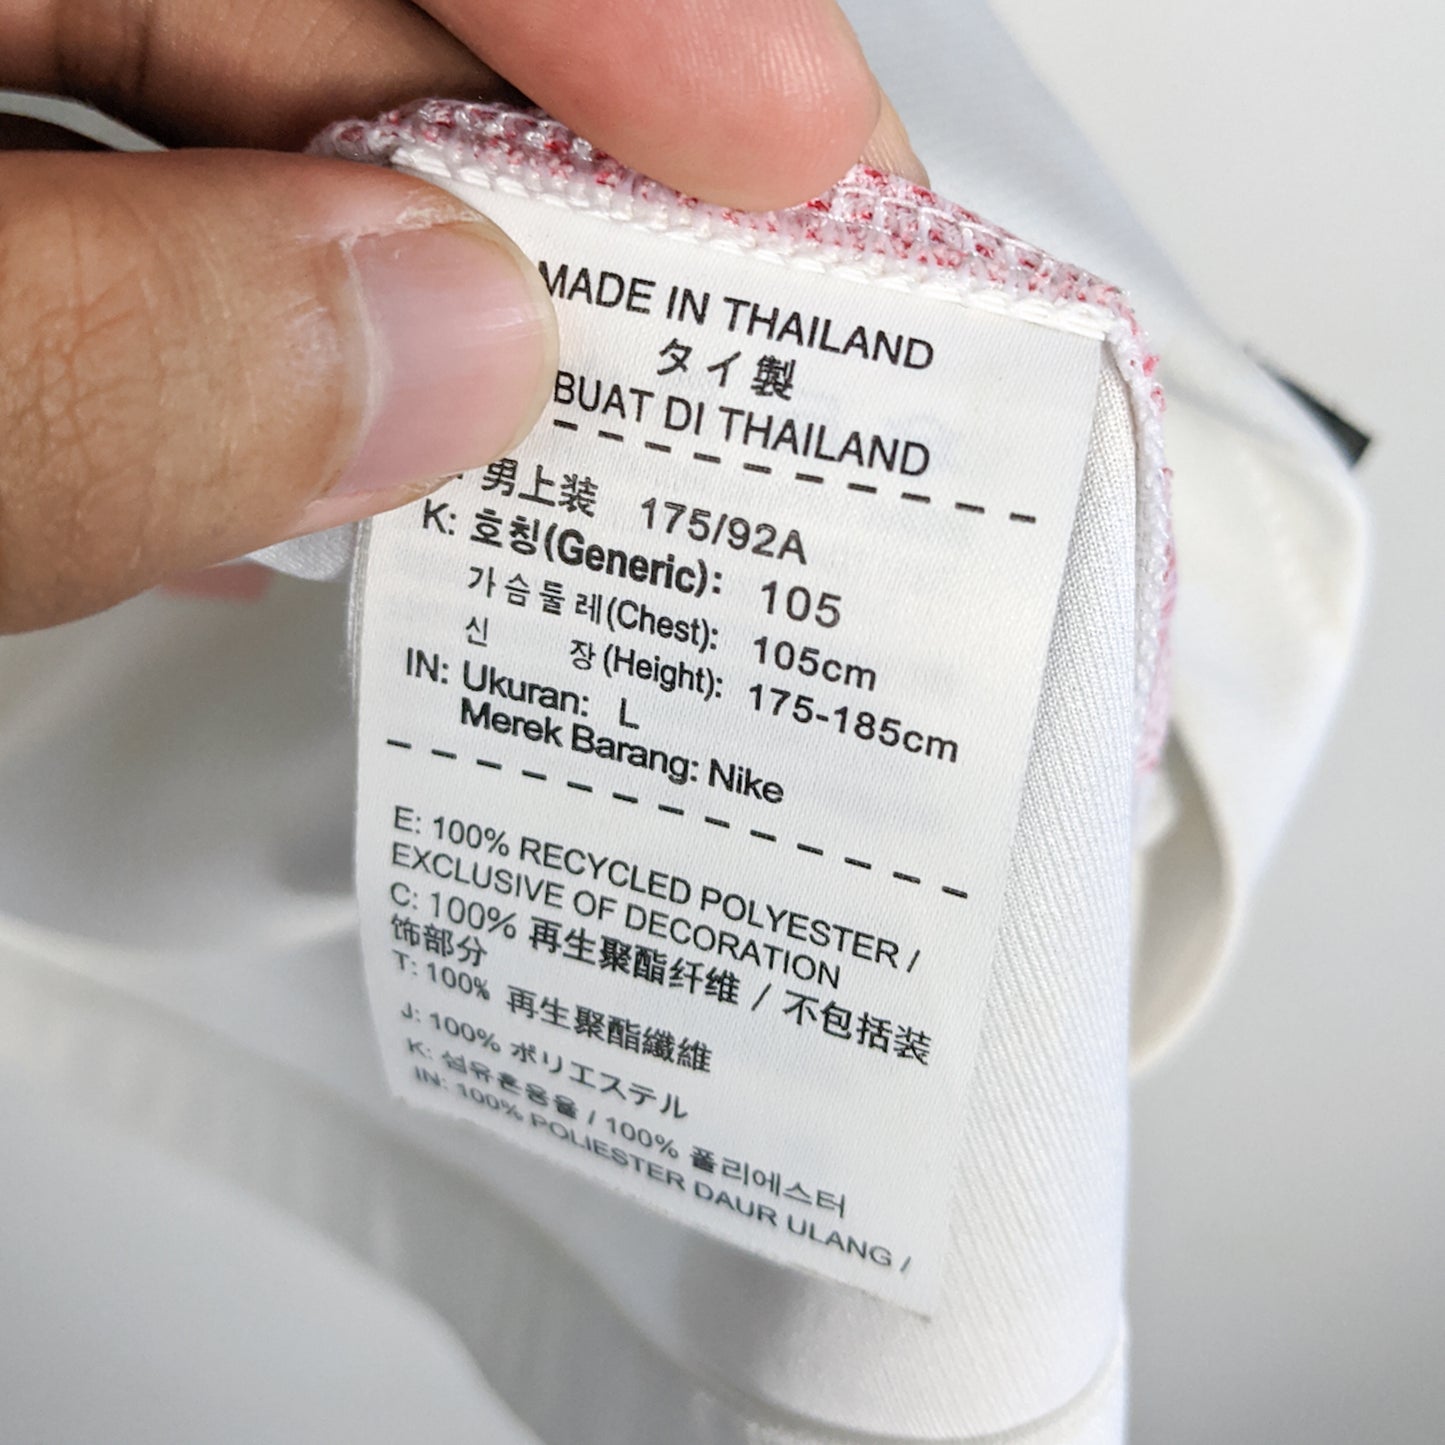 MADE IN THAILAND
タイ製
BUAT DI THAILAND
男上装 175/92A
K: 호칭(Generic): 105
가슴둘레(Chest): 105cm
신 장(Height): 175-185cm
IN: Ukuran: L
Merek Barang: Nike
E: 100% RECYCLED POLYESTER /
EXCLUSIVE OF DECORATION
C: 100% 再生聚酯纤维 / 不包括装
饰部分
T: 100% 再生聚酯纖維
J: 100% ポリエステル
K: 섬유혼용율 / 100% 폴리에스터
IN: 100% POLIESTER DAUR ULANG /